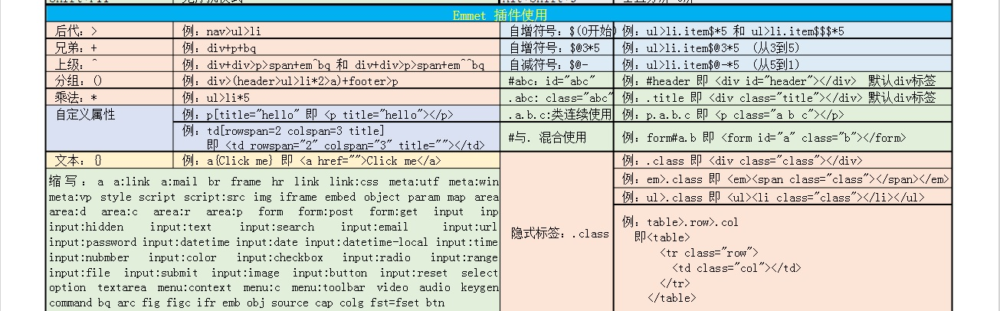 Emmet 插件使用
后代：>
例：nav>ul>li
自增符号：$(0开始)
例：ul>li.item$*5 和 ul>li.item$$$*5
兄弟：+
例：div+p+bq
自增符号：$@3*5
例：ul>li.item$@3*5 （从3到5）
上级：^
例：div+div>p>span+em^bq 和 div+div>p>span+em^^bq
自减符号：$@-
例：ul>li.item$@-*5 （从5到1）
分组：()
例：div>(header>ul>li*2>a)+footer>p
#abc: id="abc"
例：#header 即 <div id="header"></div> 默认div标签
乘法：*
例：ul>li*5
.abc: class="abc"
例：.title 即 <div class="title"></div> 默认div标签
自定义属性
例：p[title="hello" 即 <p title="hello"></p>
.a.b.c:类连续使用
例：p.a.b.c 即 <p class="a b c"></p>
例：td[rowspan=2 colspan=3 title]
即 <td rowspan="2" colspan="3" title=""></td>
#与. 混合使用
例：form#a.b 即 <form id="a" class="b"></form>
文本：{}
例：a{Click me} 即 <a href="">Click me</a>
缩写：a a:link a:mail br frame hr link link:css meta:utf meta:win
meta:vp style script script:src img iframe embed object param map area
area:d area:c area:r area:p form form:post form:get input inp
input:hidden input:text input:search input:email input:url
input:password input:datetime input:date input:datetime-local input:time
input:nubmber input:color input:checkbox input:radio input:range
input:file input:submit input:image input:button input:reset select
option textarea menu:context menu:c menu:toolbar video audio keygen
command bq arc fig figc ifr emb obj source cap colg fst=fset btn
隐式标签：.class
例：.class 即 <div class="class"></div>
例：em>.class 即 <em><span class="class"></span></em>
例：ul>.class 即 <ul><li class="class"></li></ul>
例：table>.row>.col
即<table>
<tr class="row">
<td class="col"></td>
</tr>
</table>